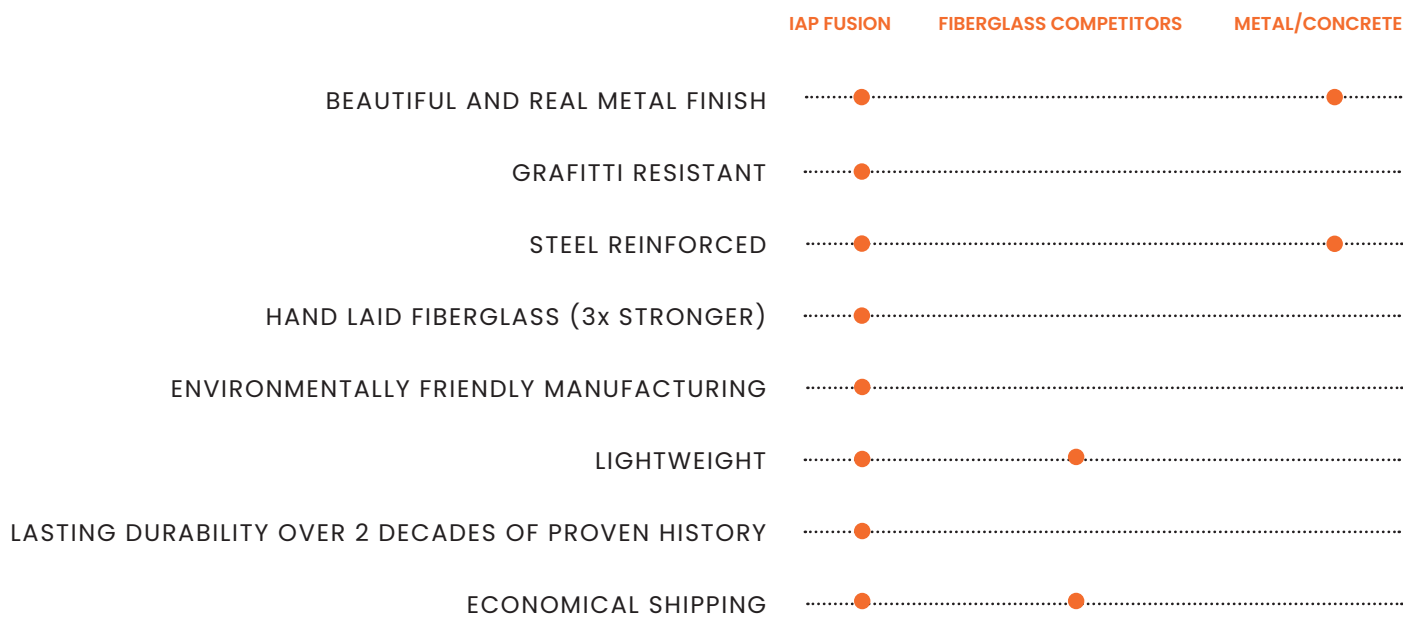 IAP FUSION FIBERGLASS COMPETITORS METAL/CONCRETE
BEAUTIFUL AND REAL METAL FINISH
GRAFITTI RESISTANT
STEEL REINFORCED
HAND LAID FIBERGLASS (3x STRONGER)
ENVIRONMENTALLY FRIENDLY MANUFACTURING
LIGHTWEIGHT
LASTING DURABILITY OVER 2 DECADES OF PROVEN HISTORY
ECONOMICAL SHIPPING